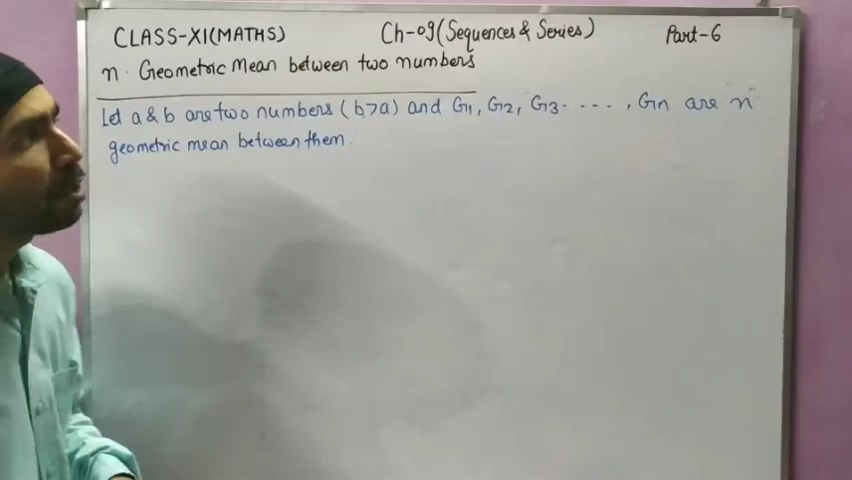 CLASS-XI(MATHS) Ch-09(Sequences & Series) Part-6
n. Geometric Mean between two numbers
Let a & b are two numbers (b>a) and G1, G2, G3- - - - -, Gn are n
geometric mean between them.